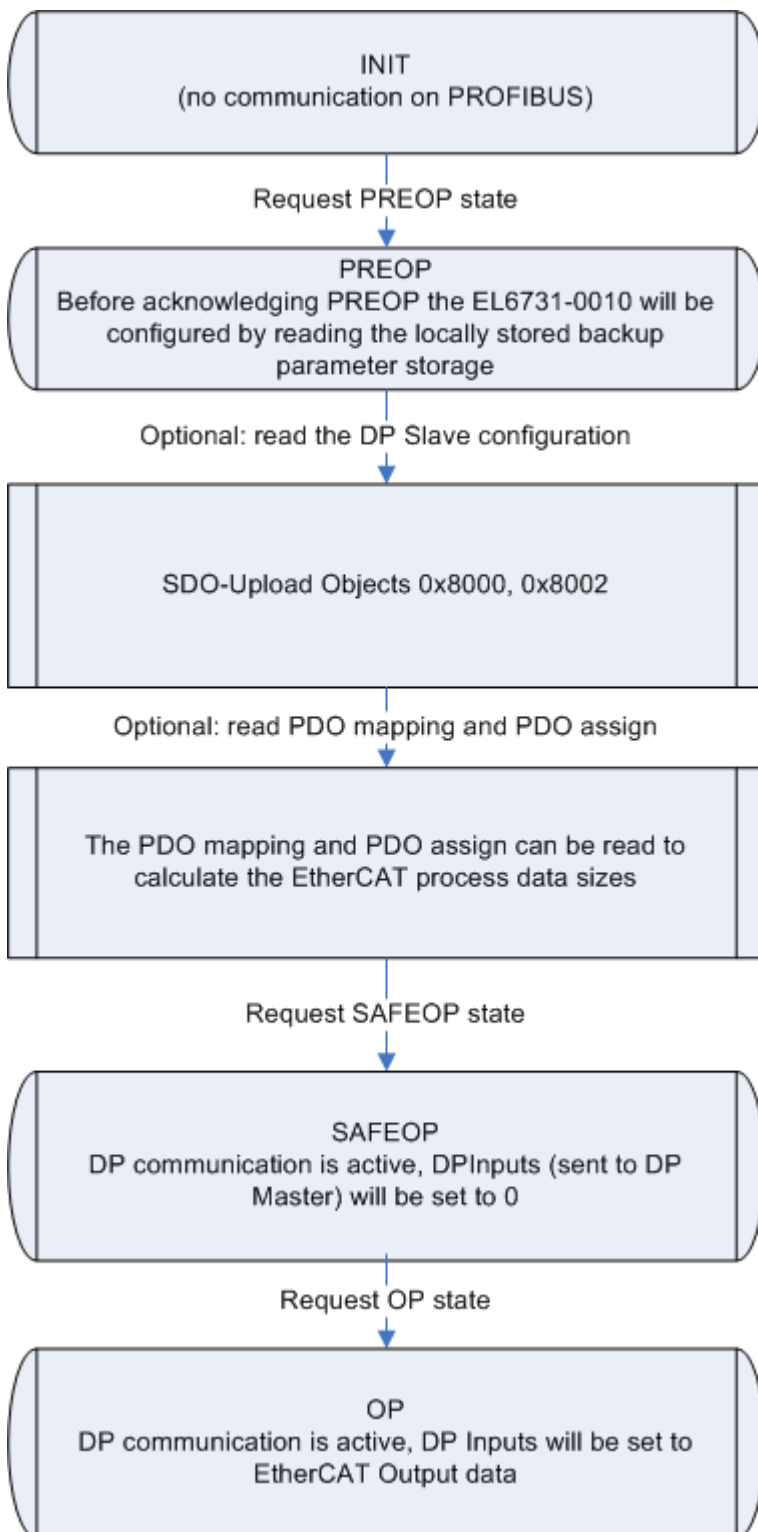 INIT
(no communication on PROFIBUS)
Request PREOP state
PREOP
Before acknowledging PREOP the EL6731-0010 will be
configured by reading the locally stored backup
parameter storage
Optional: read the DP Slave configuration
SDO-Upload Objects 0x8000, 0x8002
Optional: read PDO mapping and PDO assign
The PDO mapping and PDO assign can be read to
calculate the EtherCAT process data sizes
Request SAFEOP state
SAFEOP
DP communication is active, DPInputs (sent to DP
Master) will be set to 0
Request OP state
OP
DP communication is active, DP Inputs will be set to
EtherCAT Output data